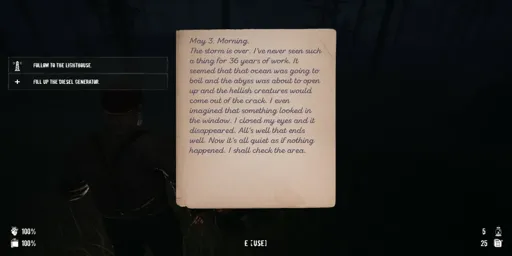 FOLLOW TO THE LIGHTHOUSE.
FILL UP THE DIESEL GENERATOR.
May 3. Morning.
The storm is over. I've never seen such
a thing for 36 years of work. It
seemed that that ocean was going to
boil and the abyss was about to open
up and the hellish creatures would
come out of the crack. I even
imagined that something looked in
the window. I closed my eyes and it
disappeared. All's well that ends
well. Now it's all quiet as if nothing
happened. I shall check the area.
100%
100%
E [USE]
5
25